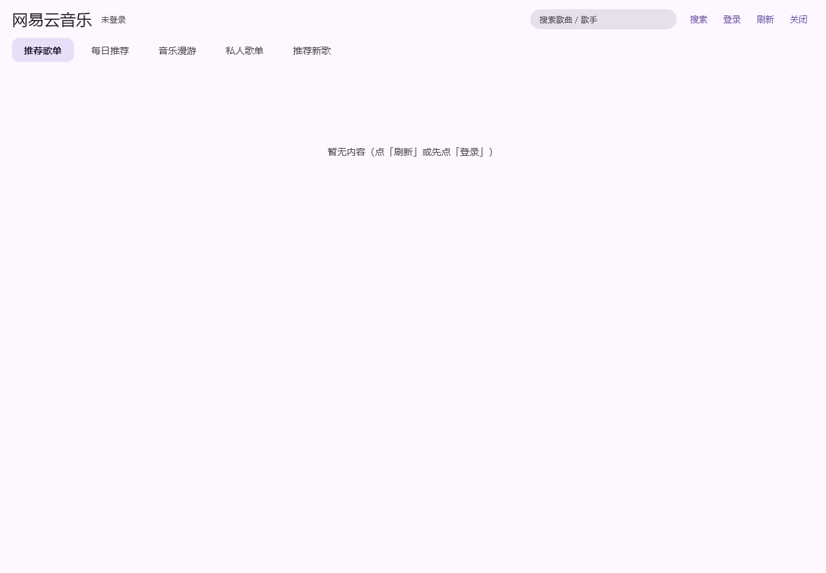 网易云音乐 未登录 搜索歌曲 / 歌手 搜索 登录 刷新 关闭
推荐歌单 每日推荐 音乐漫游 私人歌单 推荐新歌
暂无内容（点「刷新」或先点「登录」）